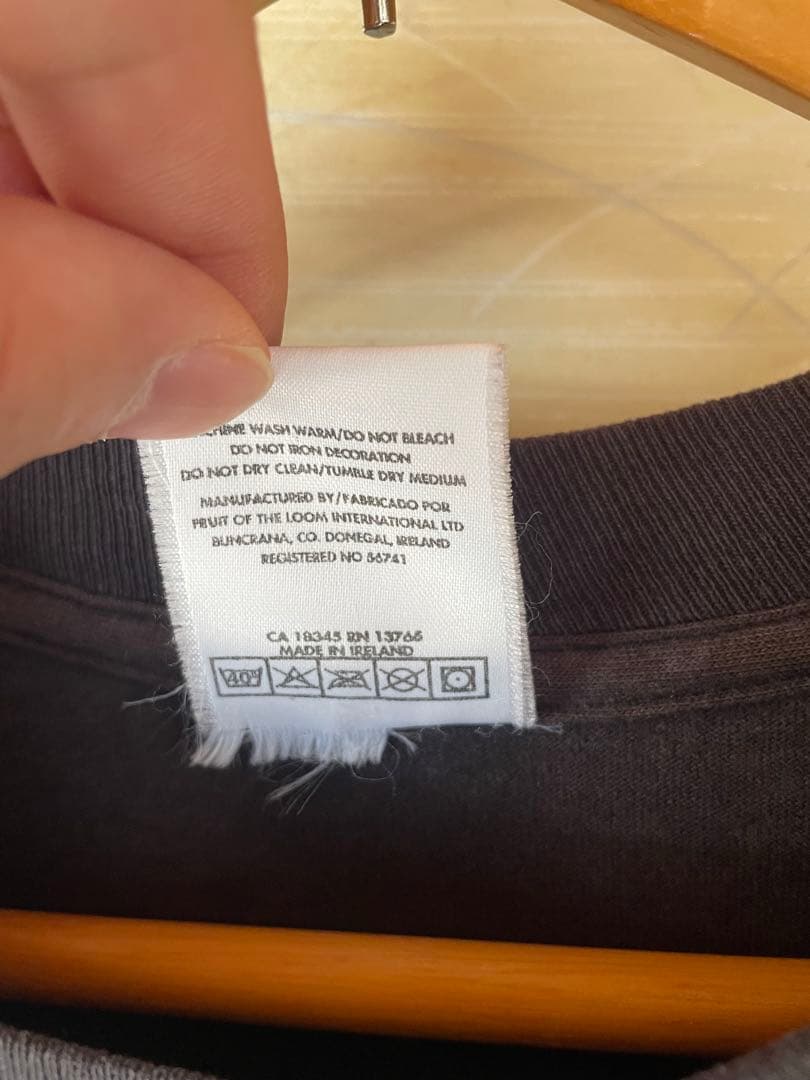 WASH WARM/DO NOT BLEACH
DO NOT IRON DECORATION
DO NOT DRY CLEAN/TUMBLE DRY MEDIUM
MANUFACTURED BY/FABRICADO POR
FRUIT OF THE LOOM INTERNATIONAL LTD
BUNCRANA, CO. DONEGAL, IRELAND
REGISTERED NO 56741
CA 18345 RN 13765
MADE IN IRELAND
40°